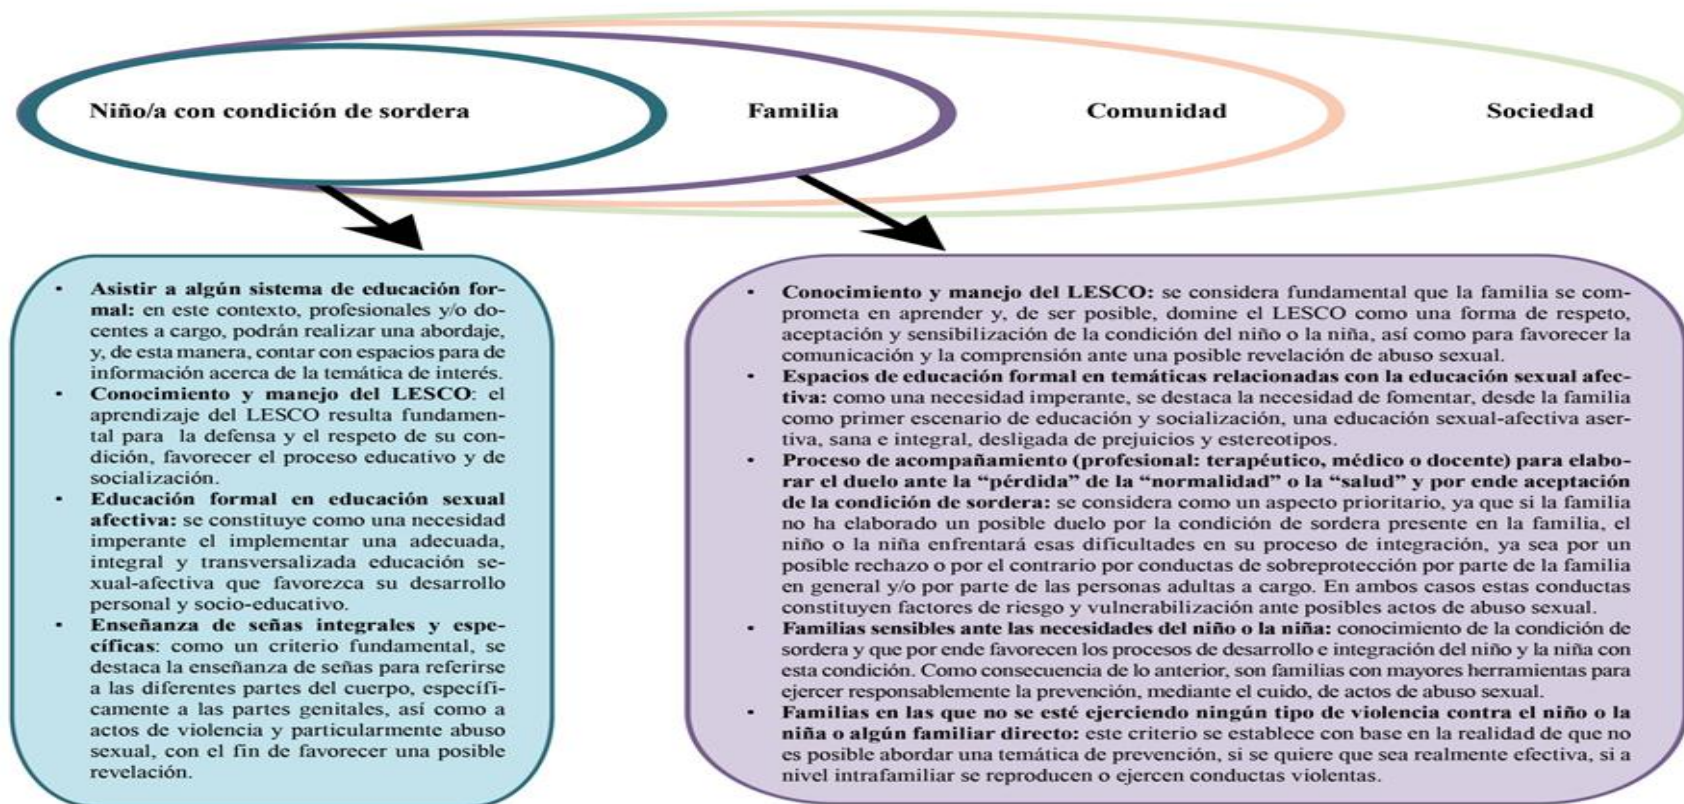 Niño/a con condición de sordera
Familia
Comunidad
Sociedad
• Asistir a algún sistema de educación for-
mal: en este contexto, profesionales y/o do-
centes a cargo, podrán realizar una abordaje,
y, de esta manera, contar con espacios para de
información acerca de la temática de interés.
• Conocimiento y manejo del LESCO: el
aprendizaje del LESCO resulta fundamen-
tal para la defensa y el respeto de su con-
dición, favorecer el proceso educativo y de
socialización.
• Educación formal en educación sexual
afectiva: se constituye como una necesidad
imperante el implementar una adecuada,
integral y transversalizada educación se-
xual-afectiva que favorezca su desarrollo
personal y socio-educativo.
• Enseñanza de señas integrales y espe-
cíficas: como un criterio fundamental, se
destaca la enseñanza de señas para referirse
a las diferentes partes del cuerpo, específi-
camente a las partes genitales, así como a
actos de violencia y particularmente abuso
sexual, con el fin de favorecer una posible
revelación.
• Conocimiento y manejo del LESCO: se considera fundamental que la familia se com-
prometa en aprender y, de ser posible, domine el LESCO como una forma de respeto,
aceptación y sensibilización de la condición del niño o la niña, así como para favorecer la
comunicación y la comprensión ante una posible revelación de abuso sexual.
• Espacios de educación formal en temáticas relacionadas con la educación sexual afec-
tiva: como una necesidad imperante, se destaca la necesidad de fomentar, desde la familia
como primer escenario de educación y socialización, una educación sexual-afectiva aser-
tiva, sana e integral, desligada de prejuicios y estereotipos.
• Proceso de acompañamiento (profesional: terapéutico, médico o docente) para elabo-
rar el duelo ante la “pérdida” de la “normalidad” o la “salud” y por ende aceptación
de la condición de sordera: se considera como un aspecto prioritario, ya que si la familia
no ha elaborado un posible duelo por la condición de sordera presente en la familia, el
niño o la niña enfrentará esas dificultades en su proceso de integración, ya sea por un
posible rechazo o por el contrario por conductas de sobreprotección por parte de la familia
en general y/o por parte de las personas adultas a cargo. En ambos casos estas conductas
constituyen factores de riesgo y vulnerabilización ante posibles actos de abuso sexual.
• Familias sensibles ante las necesidades del niño o la niña: conocimiento de la condición de
sordera y que por ende favorecen los procesos de desarrollo e integración del niño y la niña con
esta condición. Como consecuencia de lo anterior, son familias con mayores herramientas para
ejercer responsablemente la prevención, mediante el cuido, de actos de abuso sexual.
• Familias en las que no se esté ejerciendo ningún tipo de violencia contra el niño o la
niña o algún familiar directo: este criterio se establece con base en la realidad de que no
es posible abordar una temática de prevención, si se quiere que sea realmente efectiva, si a
nivel intrafamiliar se reproducen o ejercen conductas violentas.